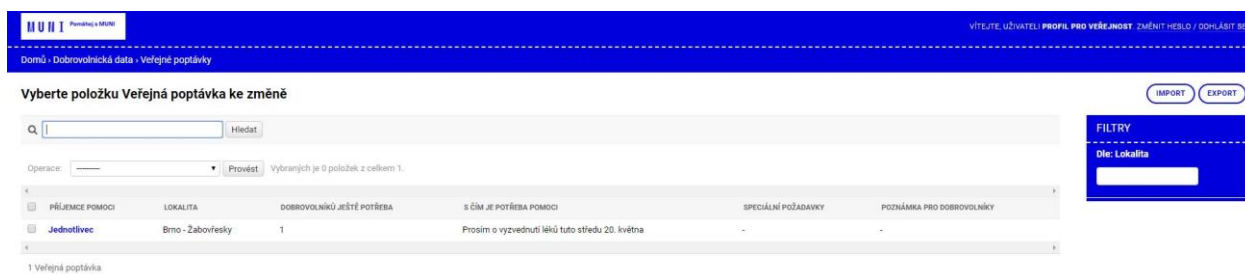 MUNI Pomáhej s MUNI
VÍTEJTE, UŽIVATELI PROFIL PRO VEŘEJNOST. ZMĚNIT HESLO / ODHLÁSIT SE
Domů › Dobrovolnická data › Veřejné poptávky
Vyberte položku Veřejná poptávka ke změně
IMPORT EXPORT
Hledat
FILTRY
Dle: Lokalita
Operace: --------- Provést Vybraných je 0 položek z celkem 1.
PŘÍJEMCE POMOCI LOKALITA DOBROVOLNÍKŮ JEŠTĚ POTŘEBA S ČÍM JE POTŘEBA POMOCI SPECIÁLNÍ POŽADAVKY POZNÁMKA PRO DOBROVOLNÍKY
Jednotlivec Brno - Žabovřesky 1 Prosím o vyzvednutí léků tuto středu 20. května - -
1 Veřejná poptávka